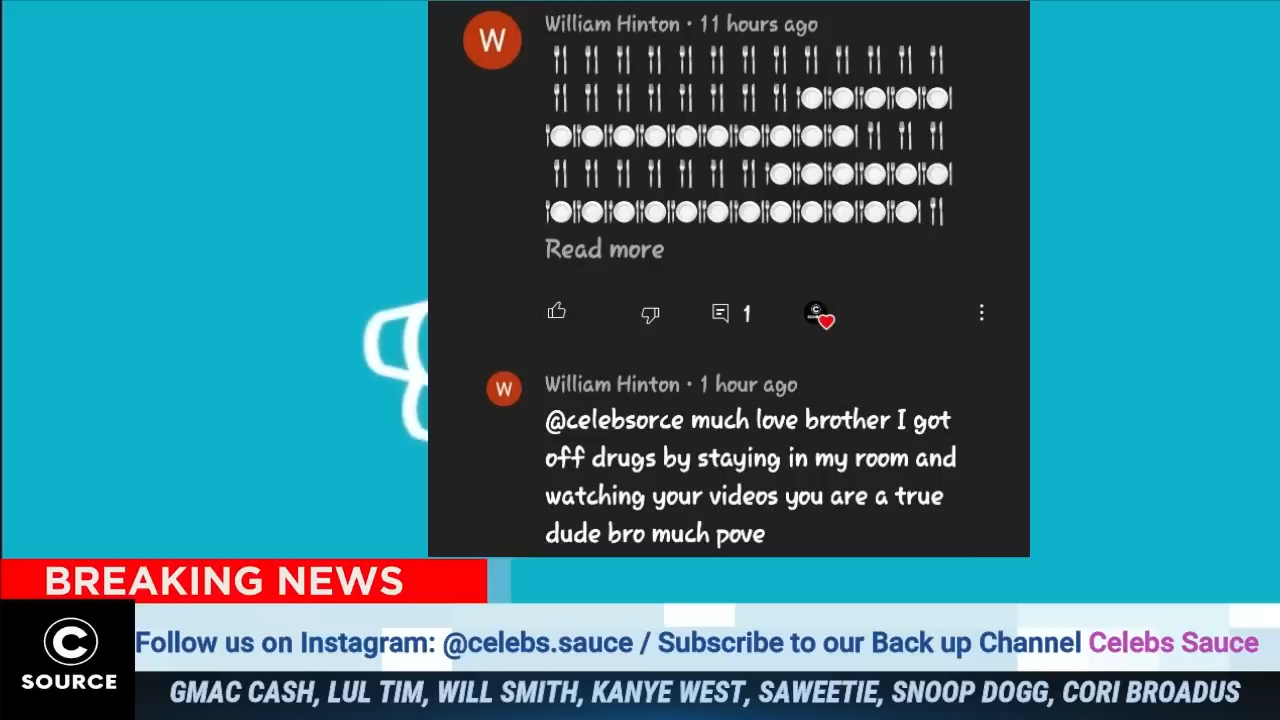 W
William Hinton · 11 hours ago
🍴🍴🍴🍴🍴🍴🍴🍴🍴🍴🍴🍴🍴
🍴🍴🍴🍴🍴🍴🍴🍴🍽🍽🍽🍽🍽
🍽🍽🍽🍽🍽🍽🍽🍽🍽🍽🍴🍴🍴
🍴🍴🍴🍴🍴🍴🍴🍽🍽🍽🍽🍽🍽
🍽🍽🍽🍽🍽🍽🍽🍽🍽🍽🍽🍽🍴
Read more
1
W
William Hinton · 1 hour ago
@celebsorce much love brother I got
off drugs by staying in my room and
watching your videos you are a true
dude bro much pove
BREAKING NEWS
C
SOURCE
Follow us on Instagram: @celebs.sauce / Subscribe to our Back up Channel Celebs Sauce
GMAC CASH, LUL TIM, WILL SMITH, KANYE WEST, SAWEETIE, SNOOP DOGG, CORI BROADUS